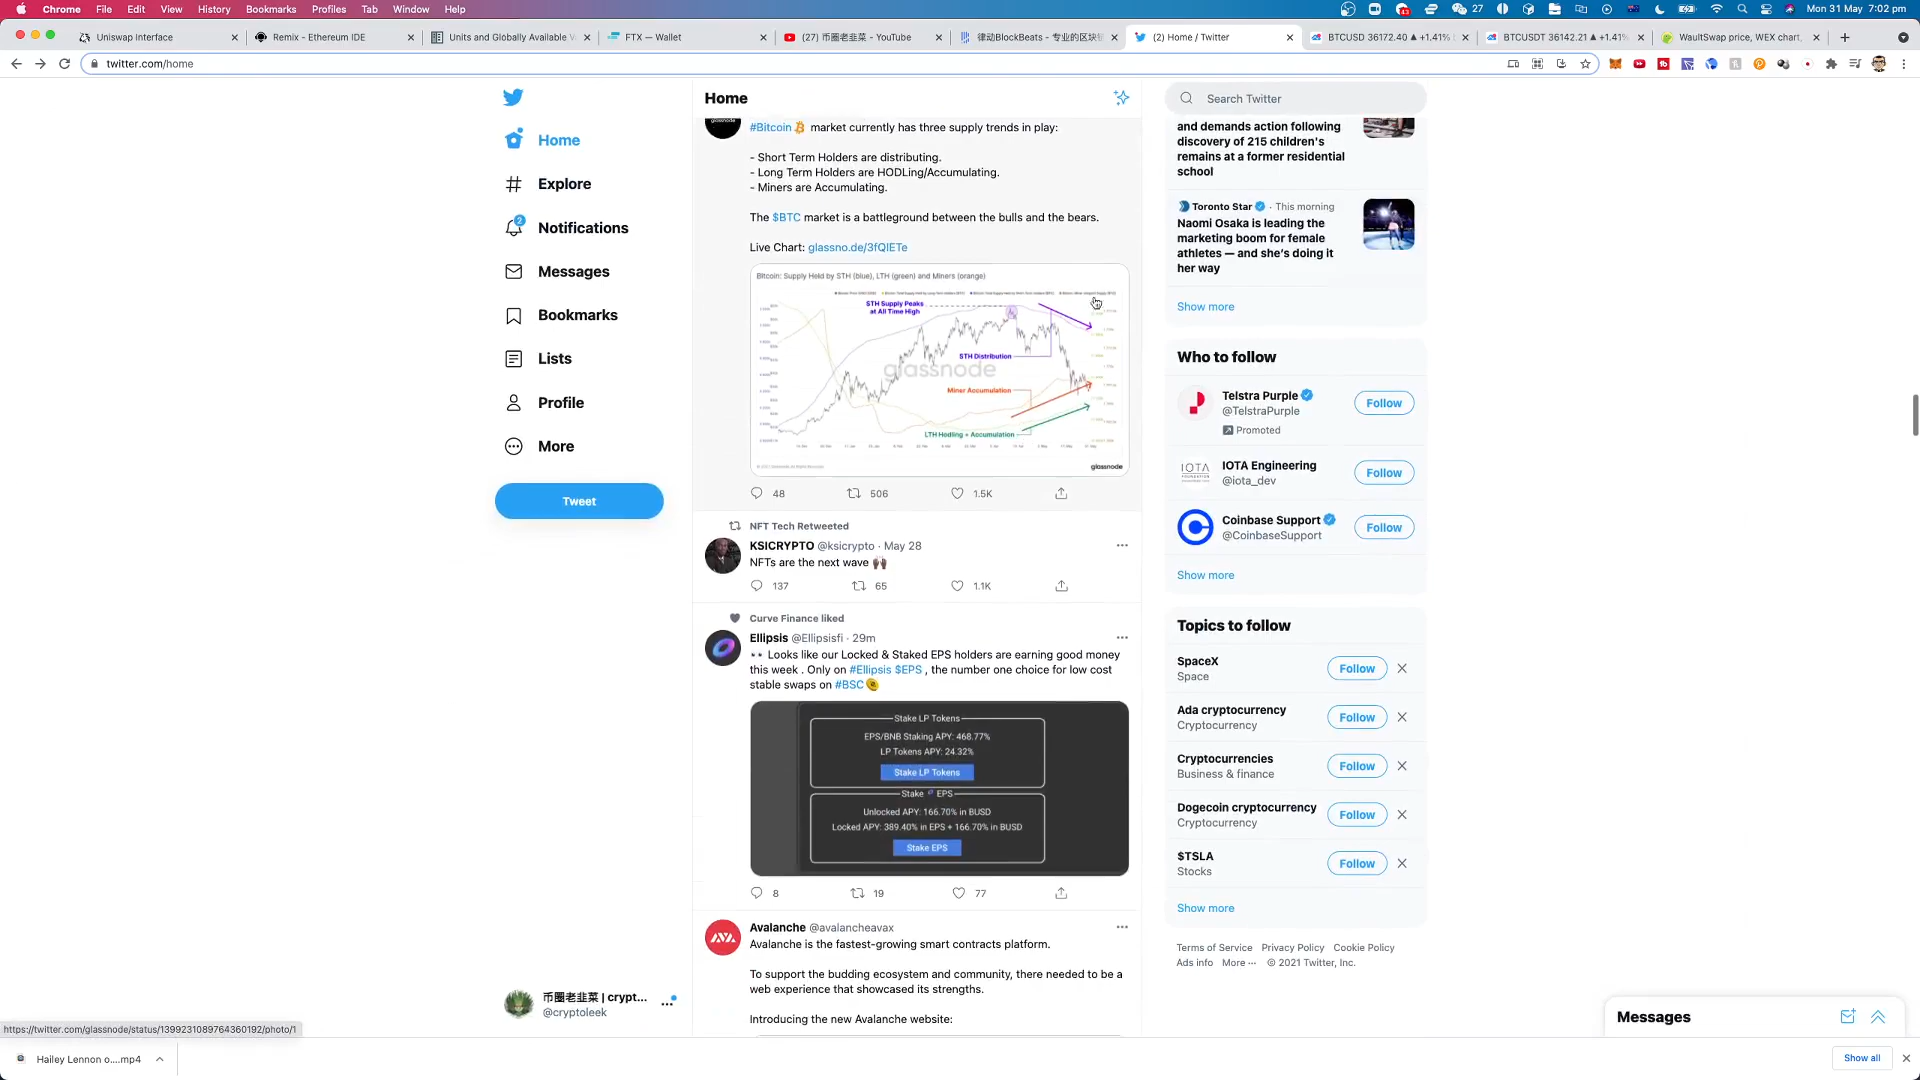 Chrome File Edit View History Bookmarks Profiles Tab Window Help
43 27 Mon 31 May 7:02 pm
Uniswap Interface
Remix - Ethereum IDE
Units and Globally Available V
FTX — Wallet
(27) 币圈老韭菜 - YouTube
律动BlockBeats - 专业的区块链
(2) Home / Twitter
BTCUSD 36172.40 ▲ +1.41%
BTCUSDT 36142.21 ▲ +1.41%
WaultSwap price, WEX chart,
twitter.com/home
Home
Explore
2
Notifications
Messages
Bookmarks
Lists
Profile
More
Tweet
币圈老韭菜 | crypt...
@cryptoleek
Home
glassnode
#Bitcoin market currently has three supply trends in play:
- Short Term Holders are distributing.
- Long Term Holders are HODLing/Accumulating.
- Miners are Accumulating.
The $BTC market is a battleground between the bulls and the bears.
Live Chart: glassno.de/3fQIETe
Bitcoin: Supply Held by STH (blue), LTH (green) and Miners (orange)
STH Supply Peaks
at All Time High
STH Distribution
glassnode
Miner Accumulation
LTH Hodling + Accumulation
glassnode
48 506 1.5K
NFT Tech Retweeted
KSICRYPTO @ksicrypto · May 28
NFTs are the next wave
137 65 1.1K
Curve Finance liked
Ellipsis @Ellipsisfi · 29m
Looks like our Locked & Staked EPS holders are earning good money
this week . Only on #Ellipsis $EPS , the number one choice for low cost
stable swaps on #BSC
Stake LP Tokens
EPS/BNB Staking APY: 468.77%
LP Tokens APY: 24.32%
Stake LP Tokens
Stake EPS
Unlocked APY: 166.70% in BUSD
Locked APY: 389.40% in EPS + 166.70% in BUSD
Stake EPS
8 19 77
Avalanche @avalancheavax
Avalanche is the fastest-growing smart contracts platform.
To support the budding ecosystem and community, there needed to be a
web experience that showcased its strengths.
Introducing the new Avalanche website:
Search Twitter
and demands action following
discovery of 215 children's
remains at a former residential
school
Toronto Star · This morning
Naomi Osaka is leading the
marketing boom for female
athletes — and she's doing it
her way
Show more
Who to follow
Telstra Purple
@TelstraPurple
Promoted
Follow
IOTA
IOTA Engineering
@iota_dev
Follow
Coinbase Support
@CoinbaseSupport
Follow
Show more
Topics to follow
SpaceX
Space
Follow
Ada cryptocurrency
Cryptocurrency
Follow
Cryptocurrencies
Business & finance
Follow
Dogecoin cryptocurrency
Cryptocurrency
Follow
$TSLA
Stocks
Follow
Show more
Terms of Service Privacy Policy Cookie Policy
Ads info More ··· © 2021 Twitter, Inc.
Messages
https://twitter.com/glassnode/status/1399231089764360192/photo/1
Hailey Lennon o....mp4
Show all